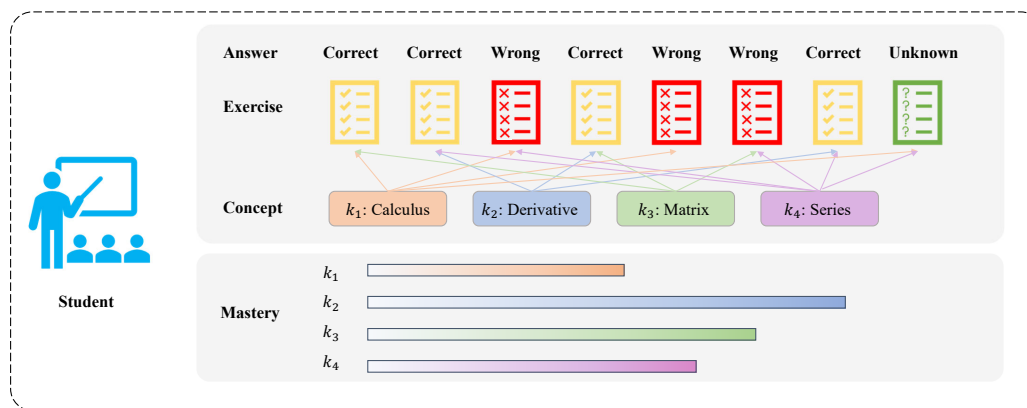 Answer Correct Correct Wrong Correct Wrong Wrong Correct Unknown
Exercise
? ? ? ?
Concept k₁: Calculus k₂: Derivative k₃: Matrix k₄: Series
Student
Mastery
k₁
k₂
k₃
k₄